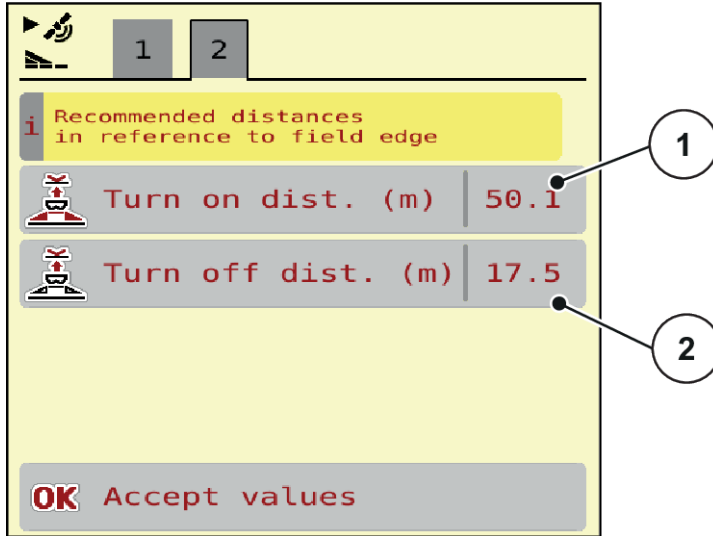 1 2
i Recommended distances
in reference to field edge
1
Turn on dist. (m) 50.1
Turn off dist. (m) 17.5
2
OK Accept values